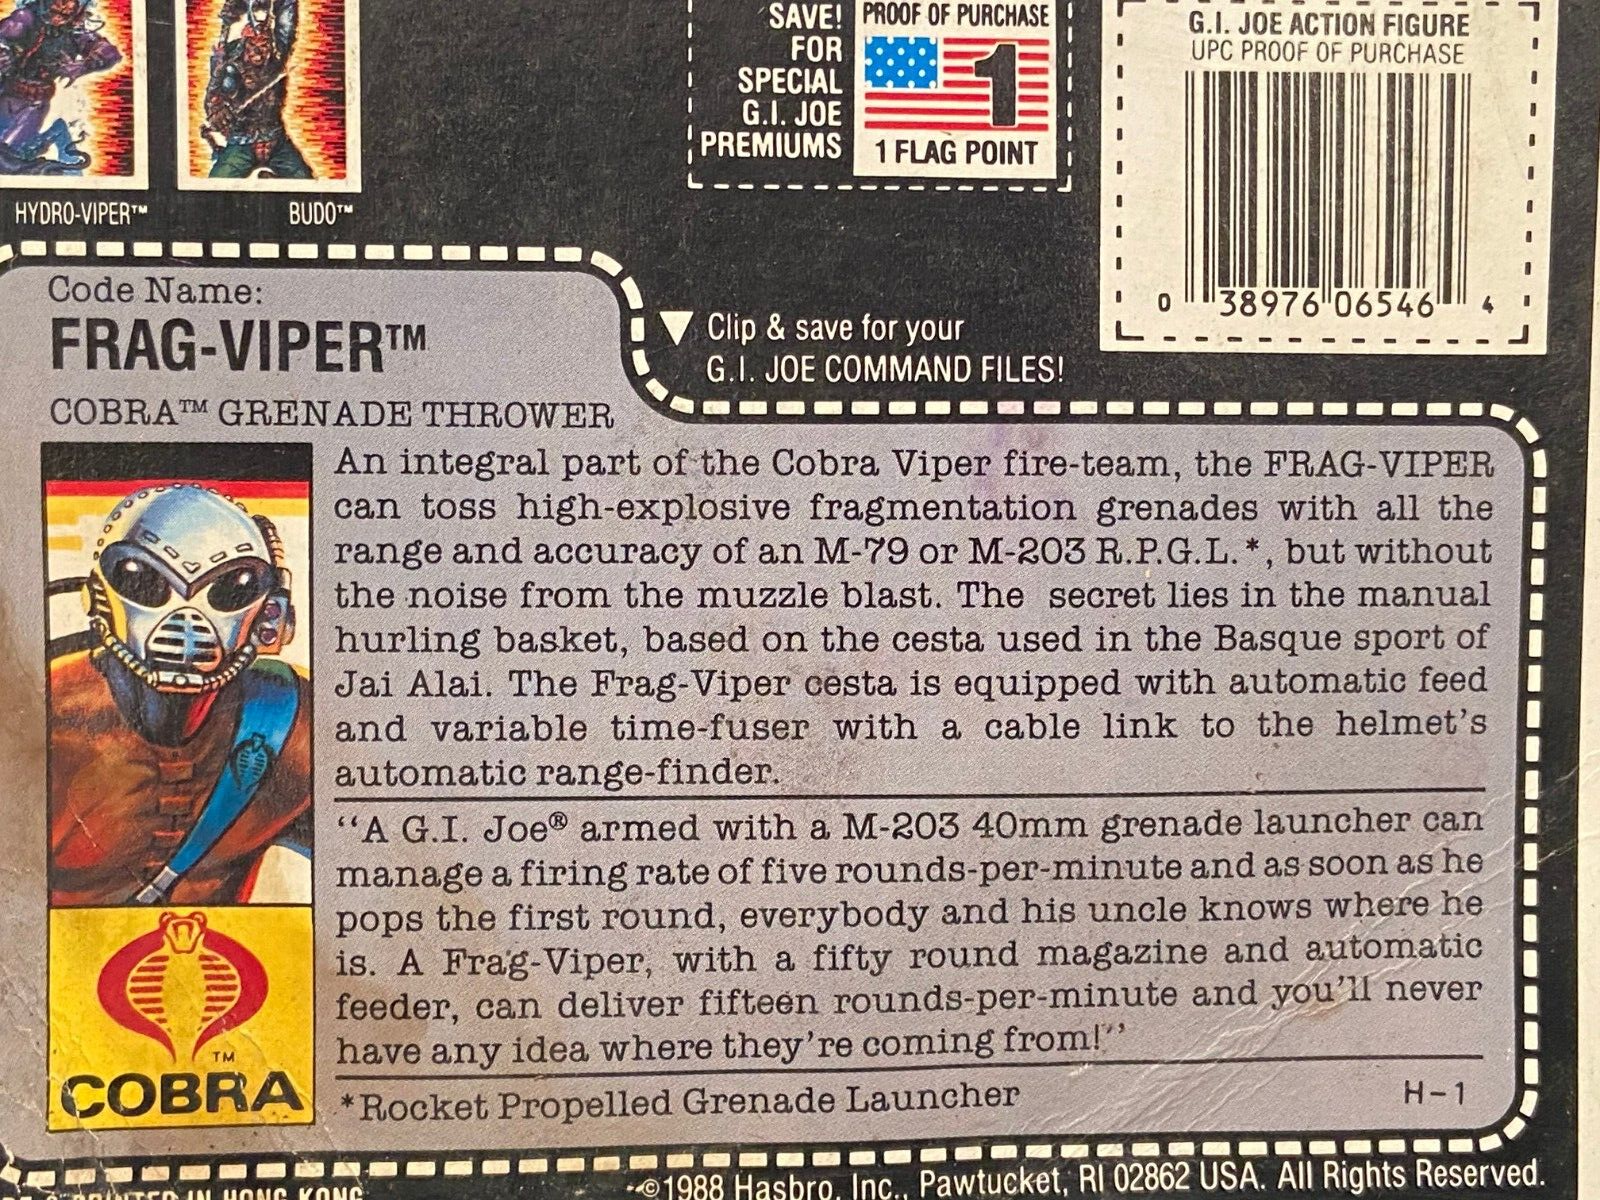 SAVE!
FOR
SPECIAL
G.I. JOE
PREMIUMS
PROOF OF PURCHASE
1
1 FLAG POINT
G.I. JOE ACTION FIGURE
UPC PROOF OF PURCHASE
0 38976 06546 4
HYDRO-VIPER™
BUDO™
Clip & save for your
G.I. JOE COMMAND FILES!
Code Name:
FRAG-VIPER™
COBRA™ GRENADE THROWER
An integral part of the Cobra Viper fire-team, the FRAG-VIPER
can toss high-explosive fragmentation grenades with all the
range and accuracy of an M-79 or M-203 R.P.G.L.*, but without
the noise from the muzzle blast. The secret lies in the manual
hurling basket, based on the cesta used in the Basque sport of
Jai Alai. The Frag-Viper cesta is equipped with automatic feed
and variable time-fuser with a cable link to the helmet's
automatic range-finder.
"A G.I. Joe® armed with a M-203 40mm grenade launcher can
manage a firing rate of five rounds-per-minute and as soon as he
pops the first round, everybody and his uncle knows where he
is. A Frag-Viper, with a fifty round magazine and automatic
feeder, can deliver fifteen rounds-per-minute and you'll never
have any idea where they're coming from!"
*Rocket Propelled Grenade Launcher
H-1
TM
COBRA
PRINTED IN HONG KONG
©1988 Hasbro, Inc., Pawtucket, RI 02862 USA. All Rights Reserved.